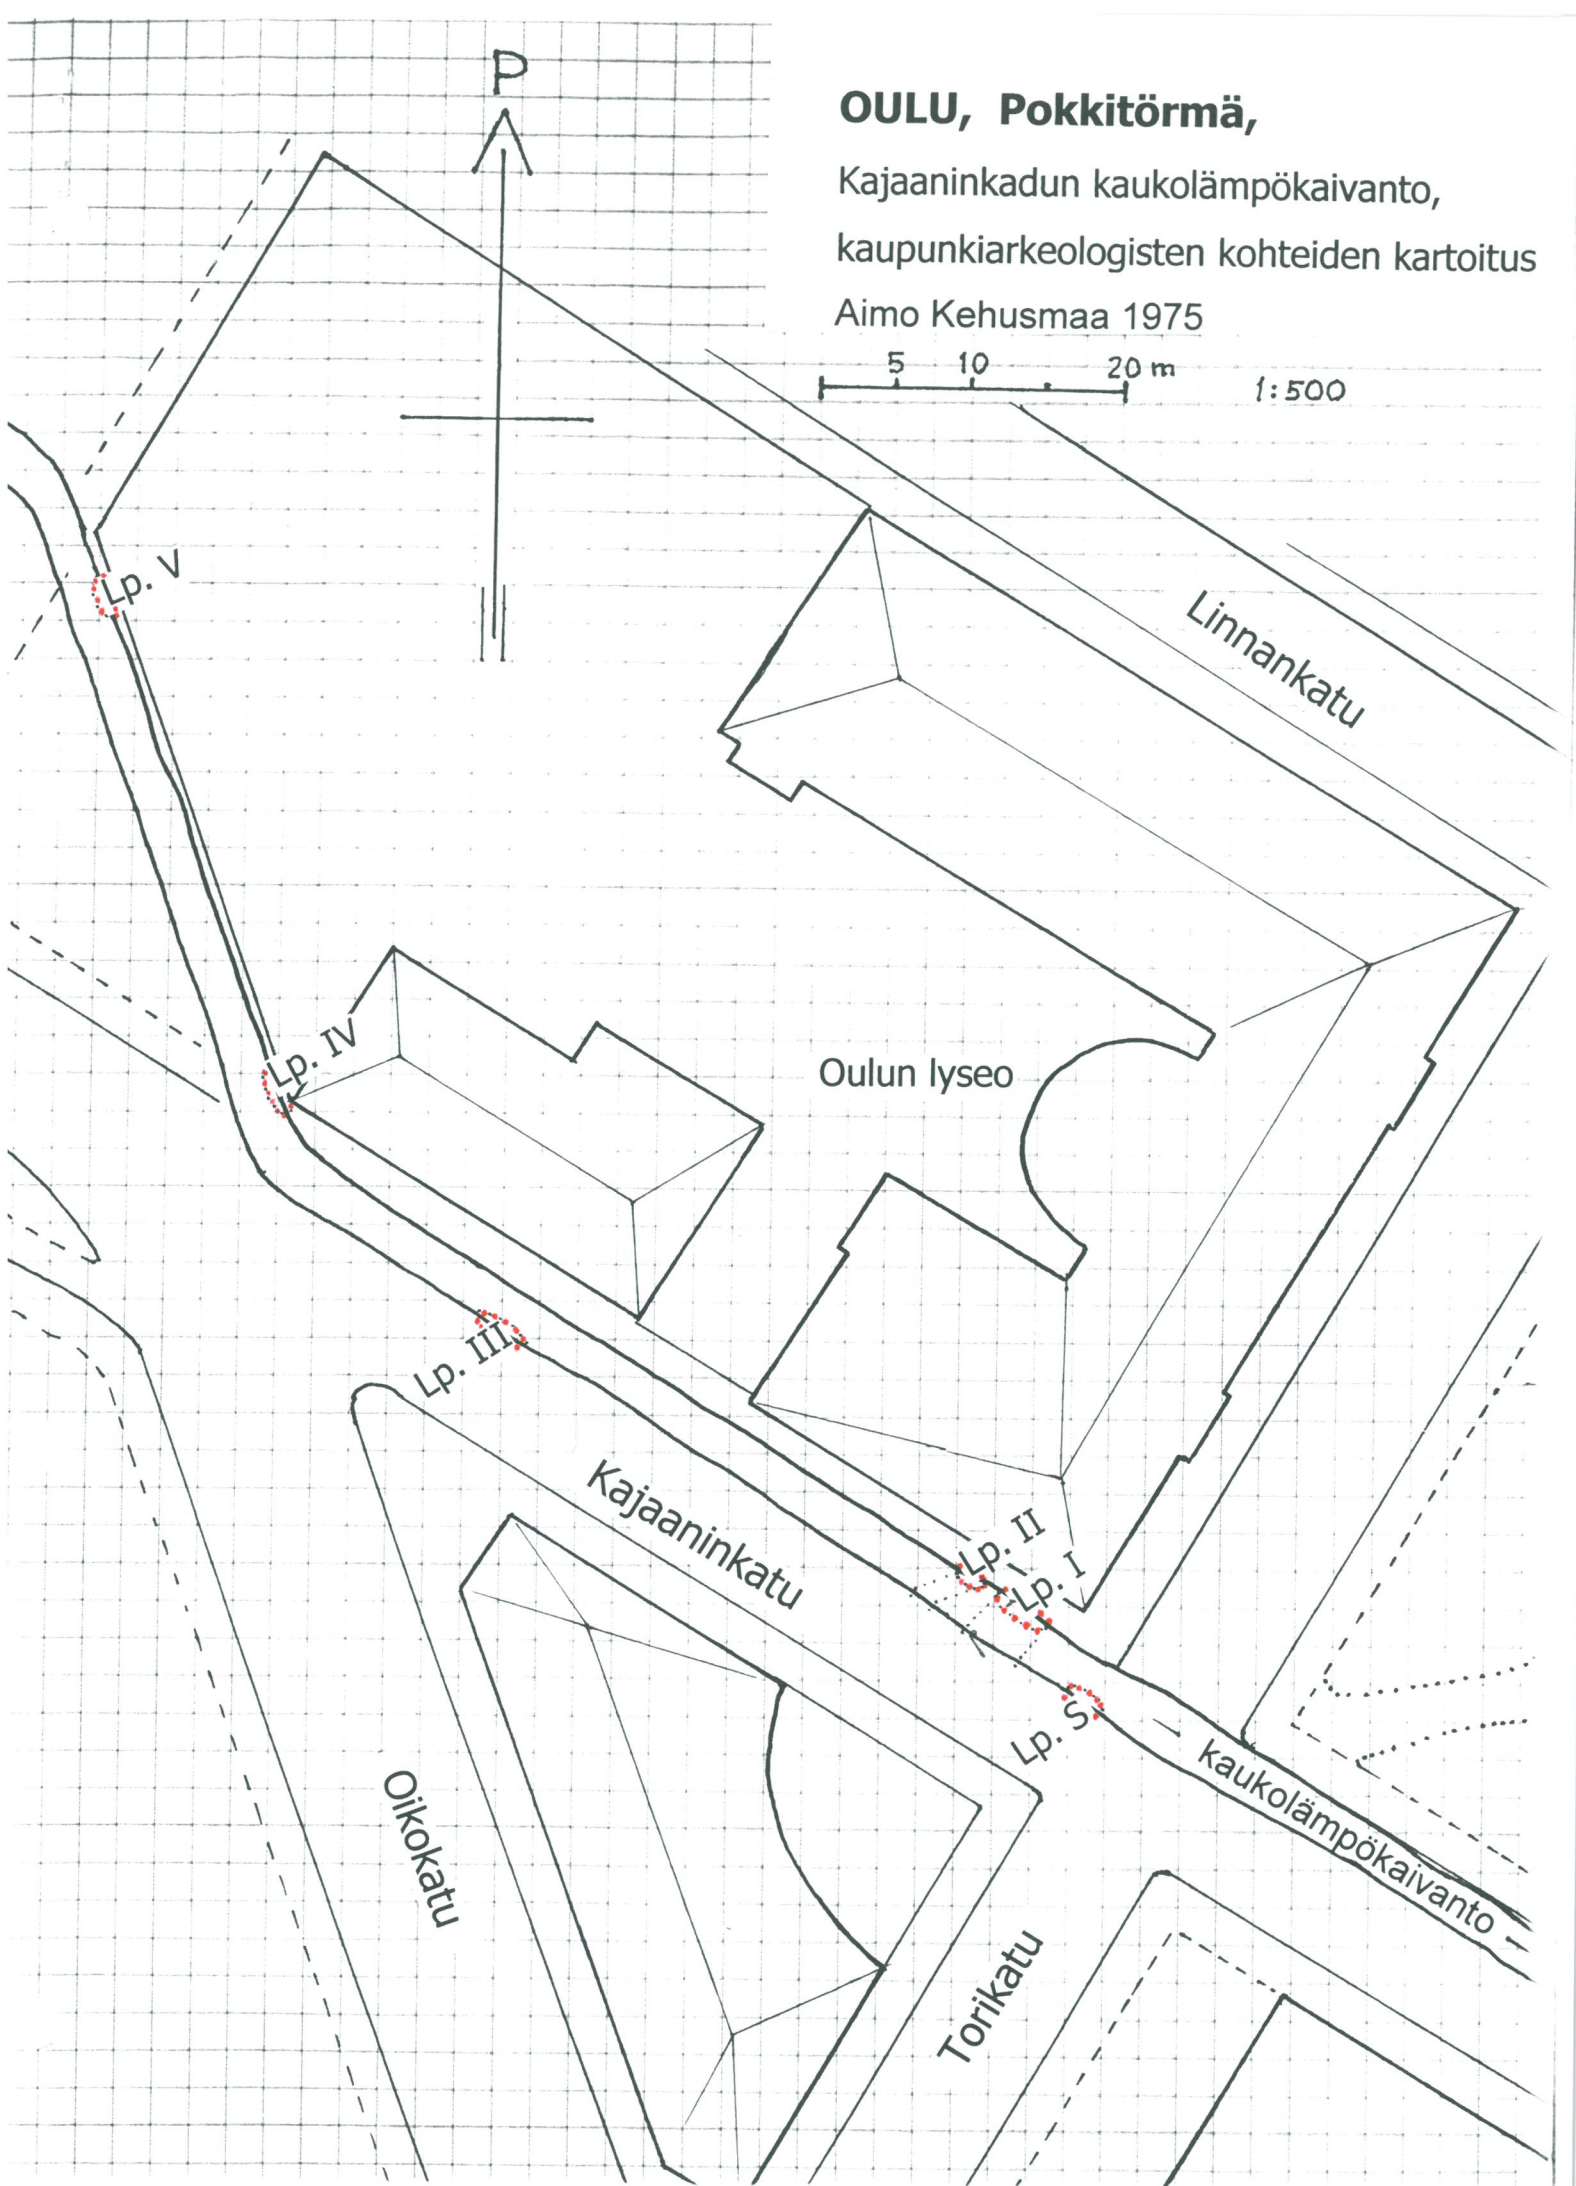 P
OULU, Pokkitörmä,
Kajaaninkadun kaukolämpökaivanto,
kaupunkiarkeologisten kohteiden kartoitus
Aimo Kehusmaa 1975
5 10 20 m
1:500
Lp. V
Linnankatu
Lp. IV
Oulun lyseo
Lp. III
Kajaaninkatu
Lp. II
Lp. I
Lp. S
kaukolämpökaivanto
Oikokatu
Torikatu